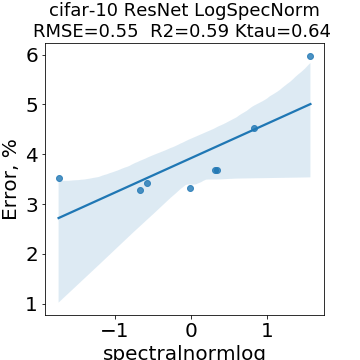 cifar-10 ResNet LogSpecNorm
RMSE=0.55 R2=0.59 Ktau=0.64
Error, %
6
5
4
3
2
1
−1 0 1
spectralnormlog